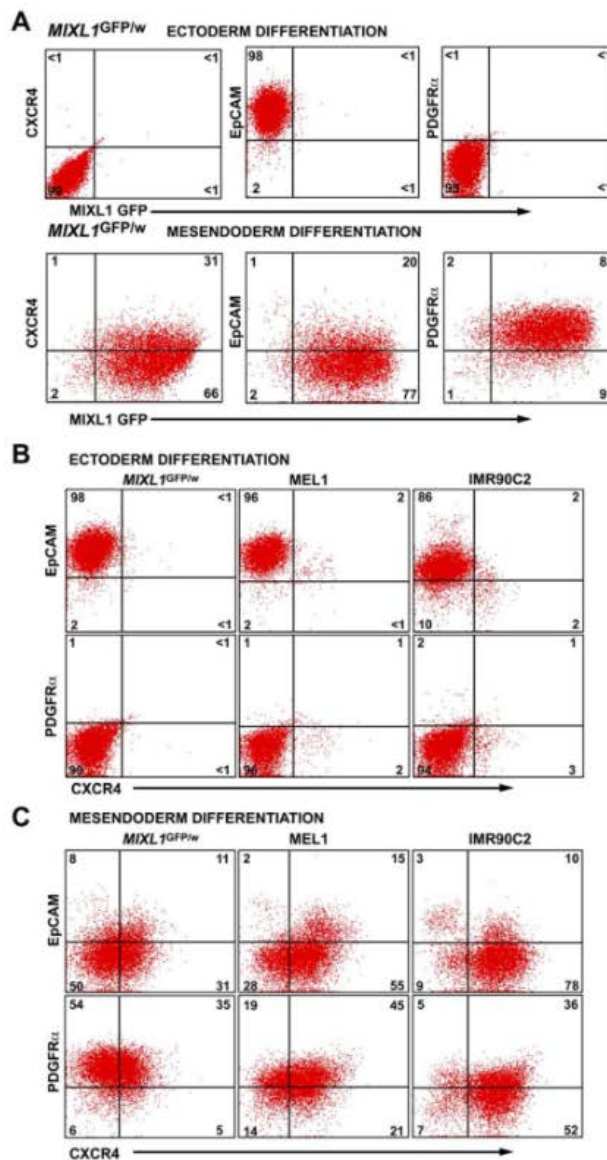 A MIXL1GFP/w ECTODERM DIFFERENTIATION
<1 <1 98 <1 <1 <1
CXCR4 EpCAM PDGFRα
99 <1 2 <1 <1
MIXL1 GFP
MIXL1GFP/w MESENDODERM DIFFERENTIATION
1 31 1 20 2 8
CXCR4 EpCAM PDGFRα
2 66 2 77 1 9
MIXL1 GFP
B ECTODERM DIFFERENTIATION
MIXL1GFP/w MEL1 IMR90C2
98 <1 96 2 86 2
EpCAM
2 <1 2 <1 10 2
1 <1 1 1 2 1
PDGFRα
99 <1 96 2 94 3
CXCR4
C MESENDODERM DIFFERENTIATION
MIXL1GFP/w MEL1 IMR90C2
8 11 2 15 3 10
EpCAM
50 31 28 55 9 78
54 35 19 45 5 36
PDGFRα
6 5 14 21 7 52
CXCR4